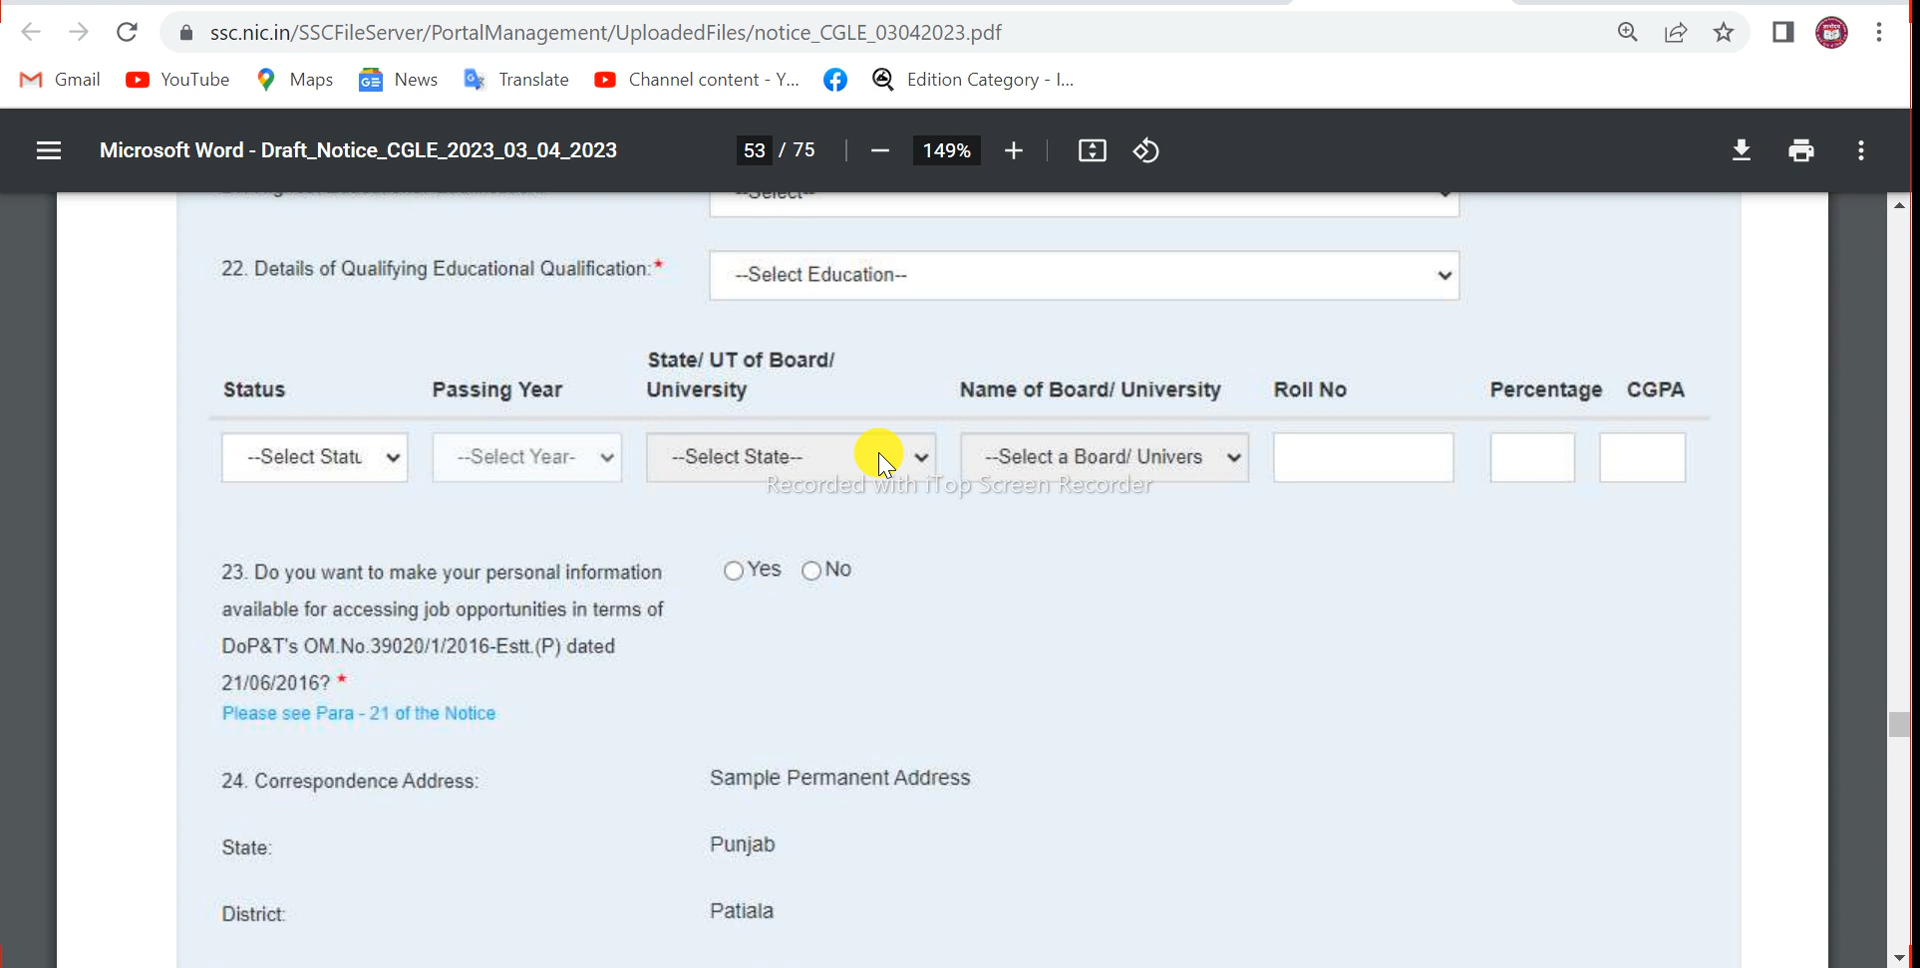 ssc.nic.in/SSCFileServer/PortalManagement/UploadedFiles/notice_CGLE_03042023.pdf
Gmail YouTube Maps News Translate Channel content - Y... Edition Category - I...
Microsoft Word - Draft_Notice_CGLE_2023_03_04_2023 53 / 75 149%
--Select--
22. Details of Qualifying Educational Qualification:* --Select Education--
State/ UT of Board/
Status Passing Year University Name of Board/ University Roll No Percentage CGPA
--Select Statu --Select Year- --Select State-- --Select a Board/ Univers
Recorded with iTop Screen Recorder
23. Do you want to make your personal information Yes No
available for accessing job opportunities in terms of
DoP&T's OM.No.39020/1/2016-Estt.(P) dated
21/06/2016? *
Please see Para - 21 of the Notice
24. Correspondence Address: Sample Permanent Address
State: Punjab
District: Patiala